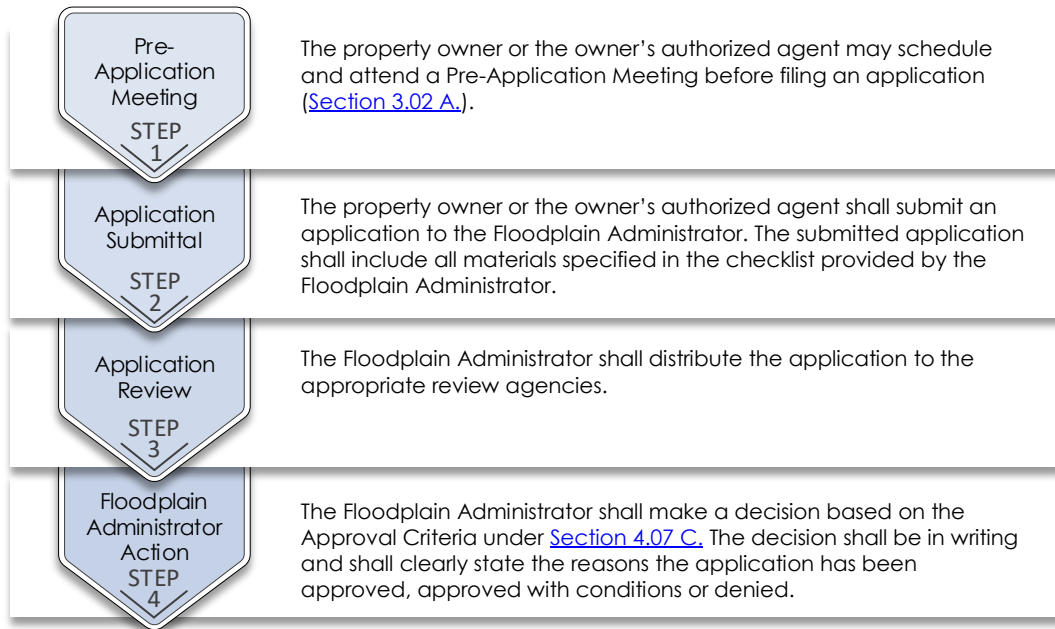 Pre-
Application
Meeting
STEP
1
The property owner or the owner’s authorized agent may schedule
and attend a Pre-Application Meeting before filing an application
(Section 3.02 A.).
Application
Submittal
STEP
2
The property owner or the owner’s authorized agent shall submit an
application to the Floodplain Administrator. The submitted application
shall include all materials specified in the checklist provided by the
Floodplain Administrator.
Application
Review
STEP
3
The Floodplain Administrator shall distribute the application to the
appropriate review agencies.
Floodplain
Administrator
Action
STEP
4
The Floodplain Administrator shall make a decision based on the
Approval Criteria under Section 4.07 C. The decision shall be in writing
and shall clearly state the reasons the application has been
approved, approved with conditions or denied.